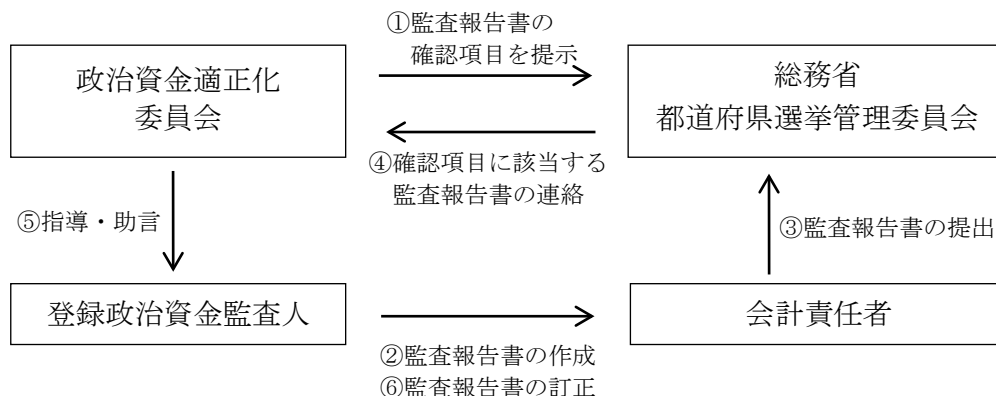 ①監査報告書の
確認項目を提示
政治資金適正化
委員会
総務省
都道府県選挙管理委員会
④確認項目に該当する
監査報告書の連絡
⑤指導・助言
③監査報告書の提出
登録政治資金監査人
会計責任者
②監査報告書の作成
⑥監査報告書の訂正